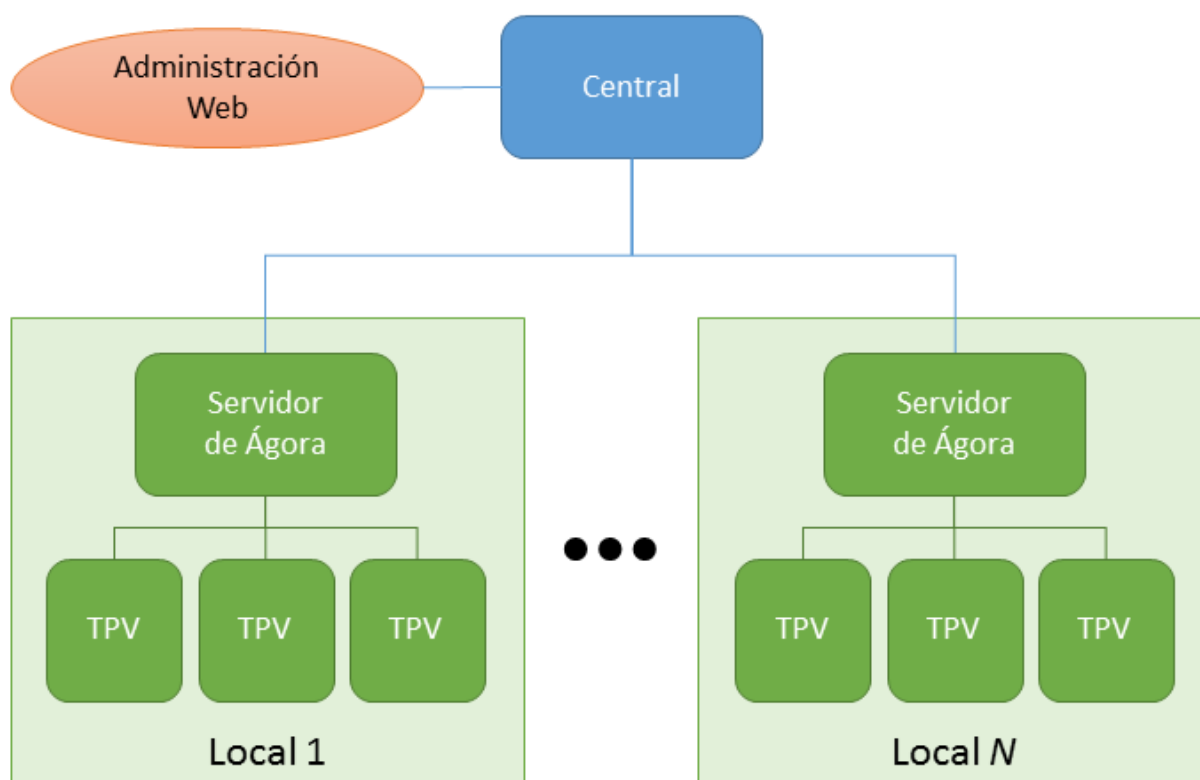 Administración
Web
Central
Servidor
de Ágora
Servidor
de Ágora
TPV
TPV
TPV
TPV
TPV
TPV
Local 1
Local N